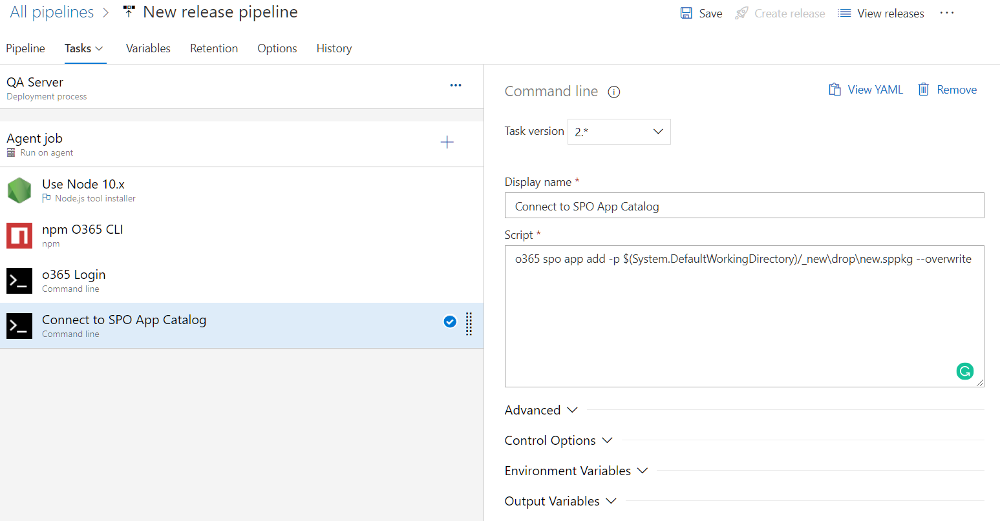 All pipelines > New release pipeline
Save Create release View releases ...
Pipeline Tasks Variables Retention Options History
QA Server
Deployment process
Agent job
Run on agent
Use Node 10.x
Node.js tool installer
npm O365 CLI
npm
o365 Login
Command line
Connect to SPO App Catalog
Command line
Command line
View YAML Remove
Task version 2.*
Display name *
Connect to SPO App Catalog
Script *
o365 spo app add -p $(System.DefaultWorkingDirectory)/_new\drop\new.sppkg --overwrite
Advanced
Control Options
Environment Variables
Output Variables